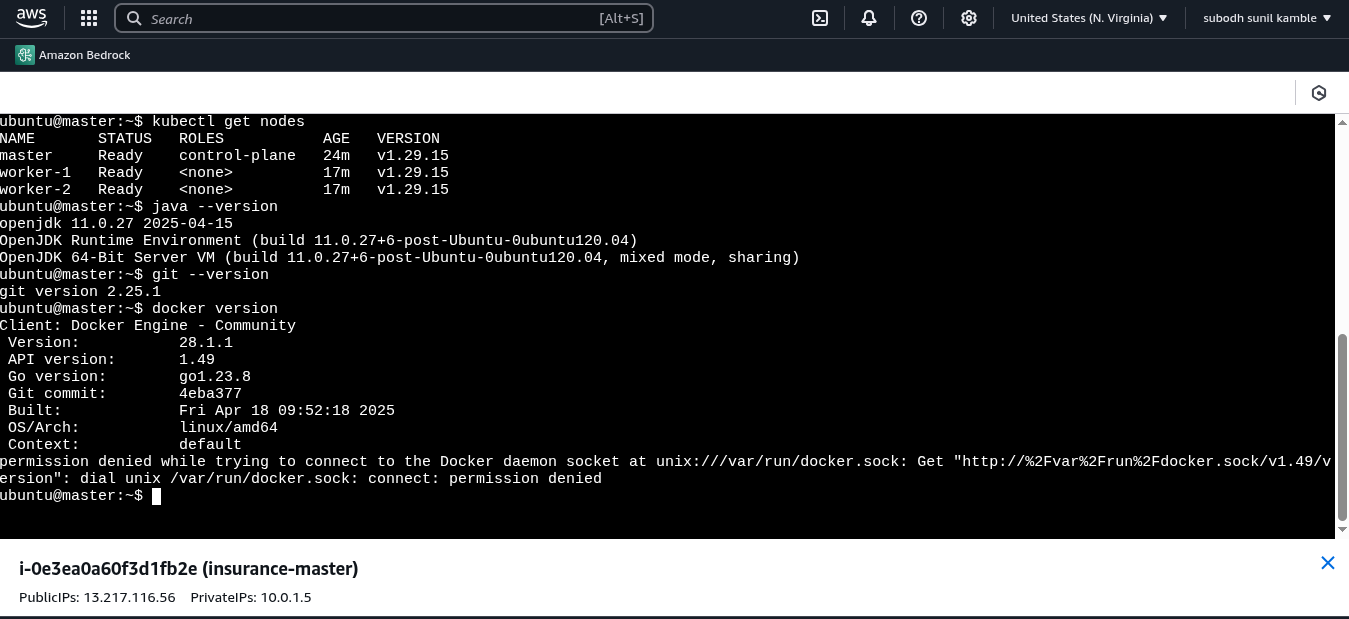 aws
Search [Alt+S]
United States (N. Virginia)
subodh sunil kamble
Amazon Bedrock
ubuntu@master:~$ kubectl get nodes
NAME       STATUS   ROLES           AGE   VERSION
master     Ready    control-plane   24m   v1.29.15
worker-1   Ready    <none>          17m   v1.29.15
worker-2   Ready    <none>          17m   v1.29.15
ubuntu@master:~$ java --version
openjdk 11.0.27 2025-04-15
OpenJDK Runtime Environment (build 11.0.27+6-post-Ubuntu-0ubuntu120.04)
OpenJDK 64-Bit Server VM (build 11.0.27+6-post-Ubuntu-0ubuntu120.04, mixed mode, sharing)
ubuntu@master:~$ git --version
git version 2.25.1
ubuntu@master:~$ docker version
Client: Docker Engine - Community
 Version:           28.1.1
 API version:       1.49
 Go version:        go1.23.8
 Git commit:        4eba377
 Built:             Fri Apr 18 09:52:18 2025
 OS/Arch:           linux/amd64
 Context:           default
permission denied while trying to connect to the Docker daemon socket at unix:///var/run/docker.sock: Get "http://%2Fvar%2Frun%2Fdocker.sock/v1.49/v
ersion": dial unix /var/run/docker.sock: connect: permission denied
ubuntu@master:~$
i-0e3ea0a60f3d1fb2e (insurance-master)
PublicIPs: 13.217.116.56    PrivateIPs: 10.0.1.5